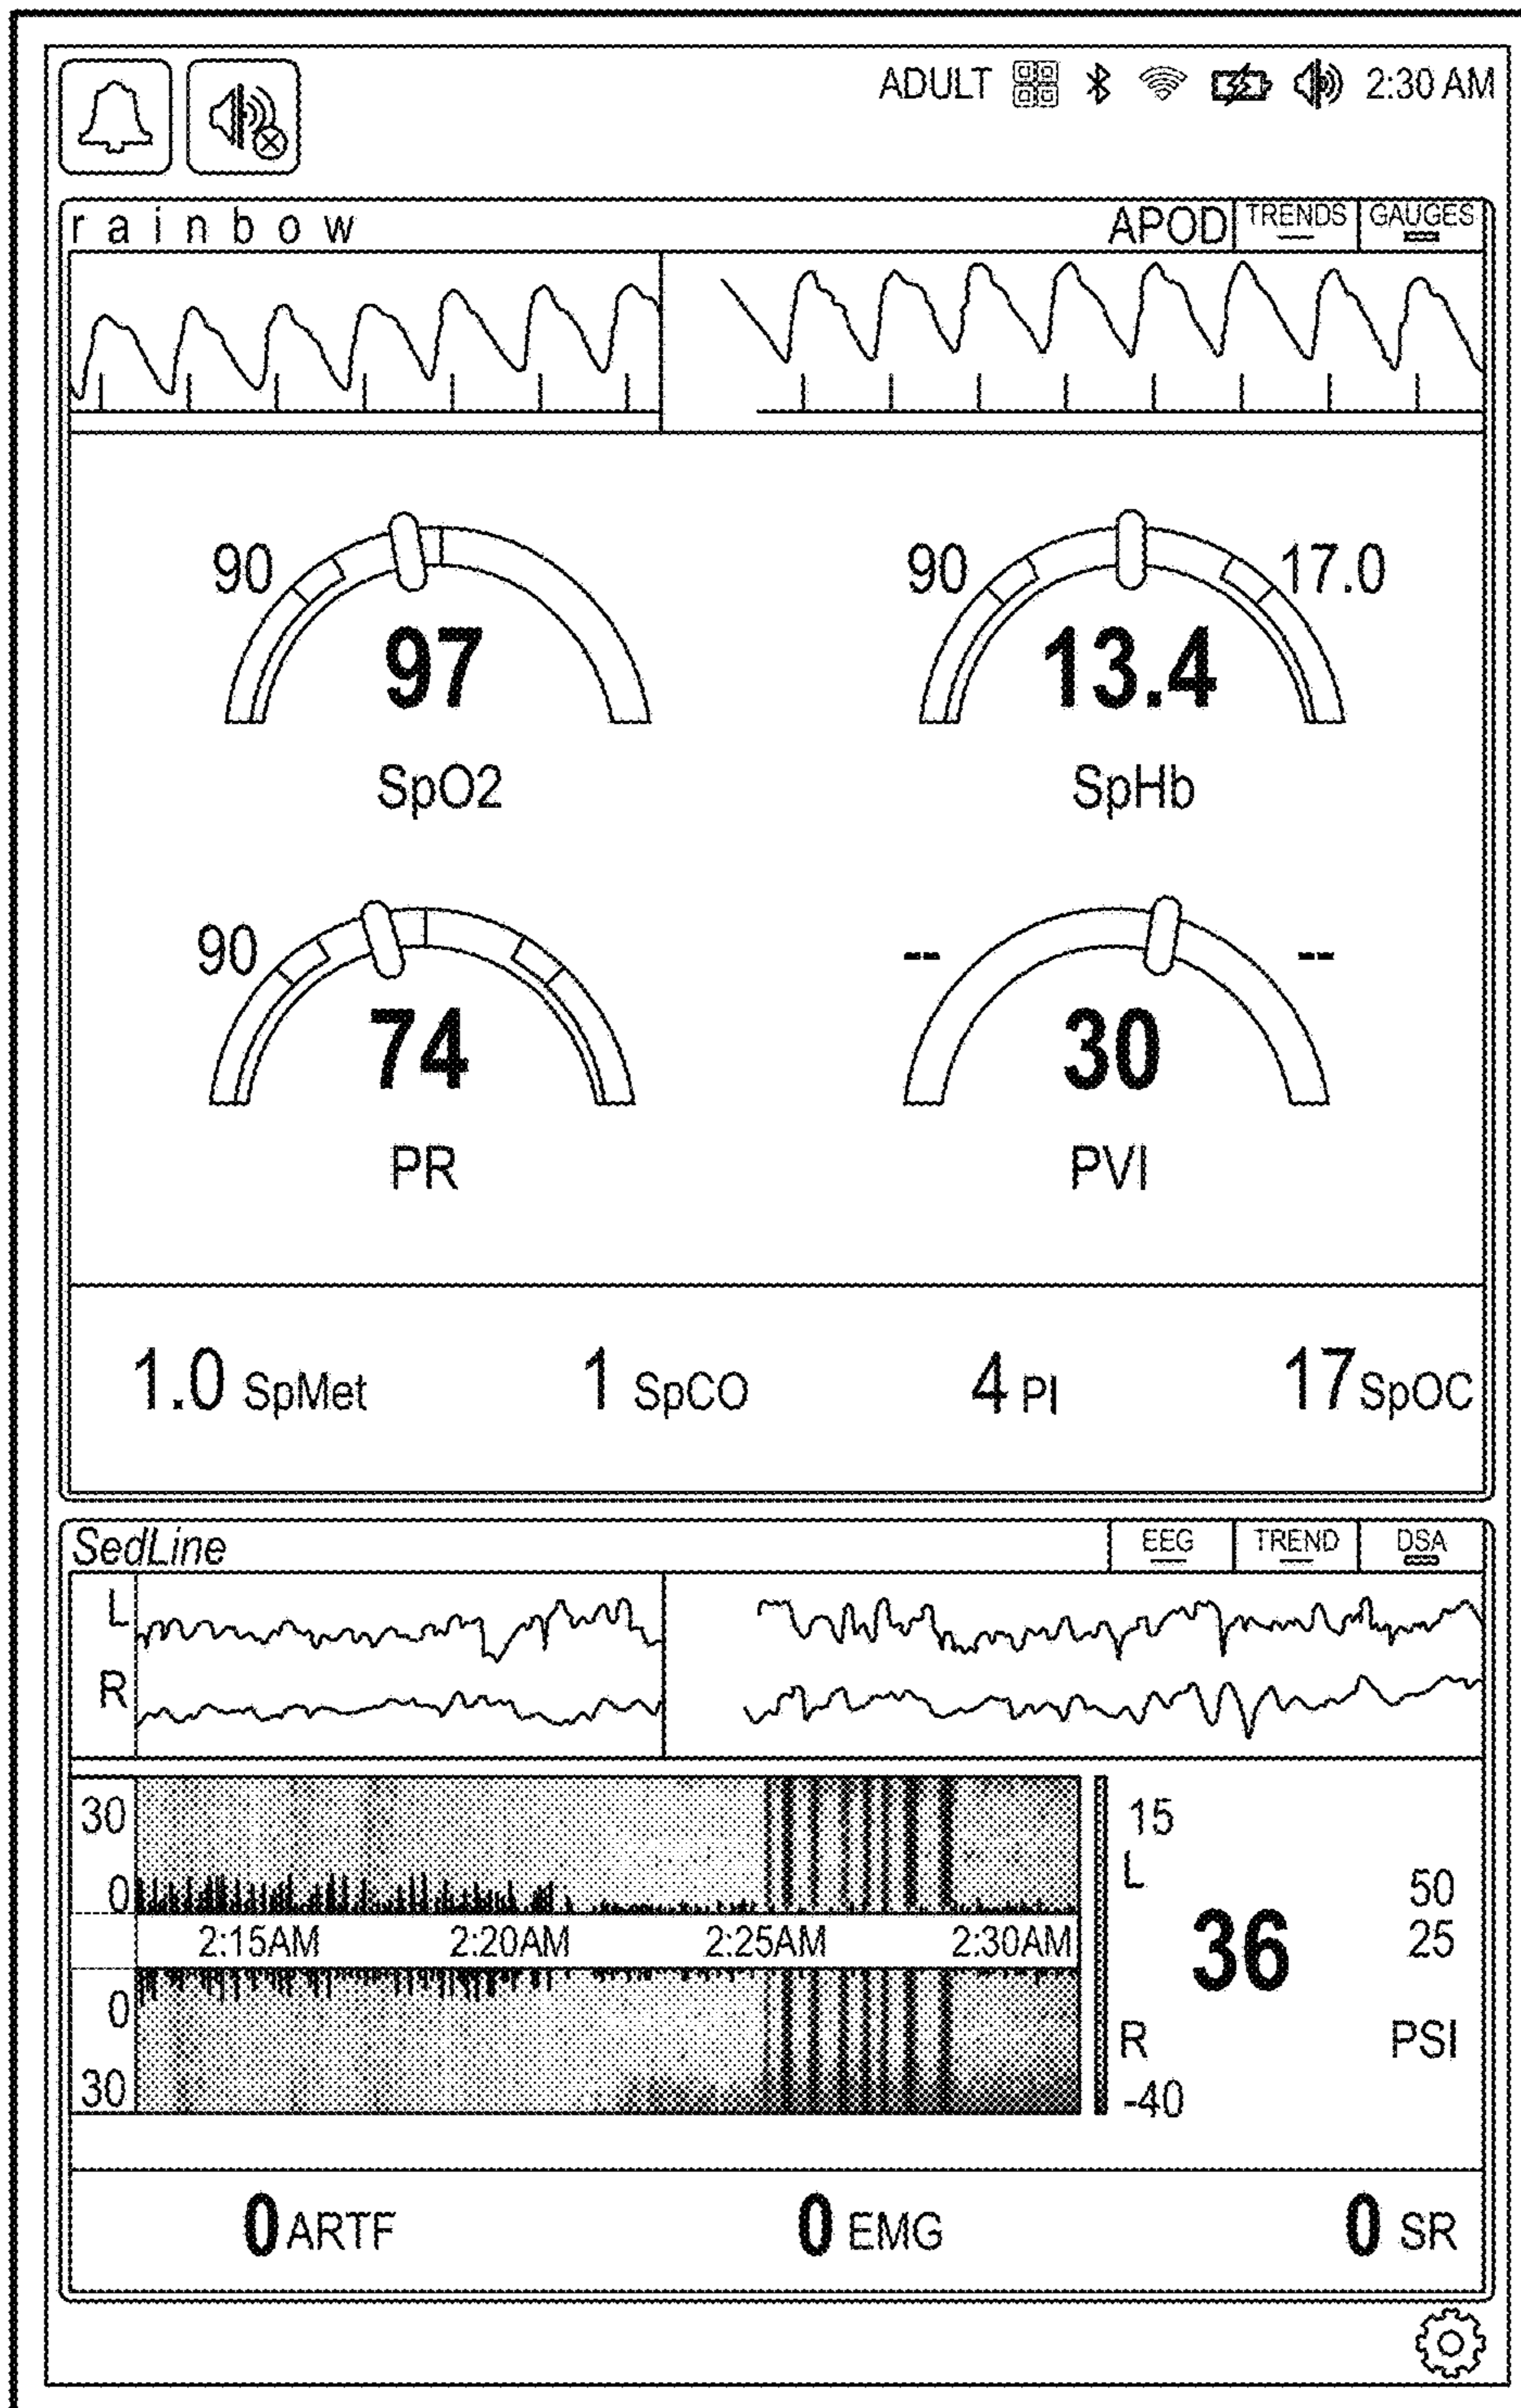 ADULT 2:30 AM
rainbow APOD TRENDS GAUGES
90
97
SpO2
90 17.0
13.4
SpHb
90
74
PR
-- --
30
PVI
1.0 SpMet 1 SpCO 4 PI 17 SpOC
SedLine EEG TREND DSA
L
R
30
0
2:15AM 2:20AM 2:25AM 2:30AM
0
30
15
L
R
-40
36
50
25
PSI
0 ARTF 0 EMG 0 SR